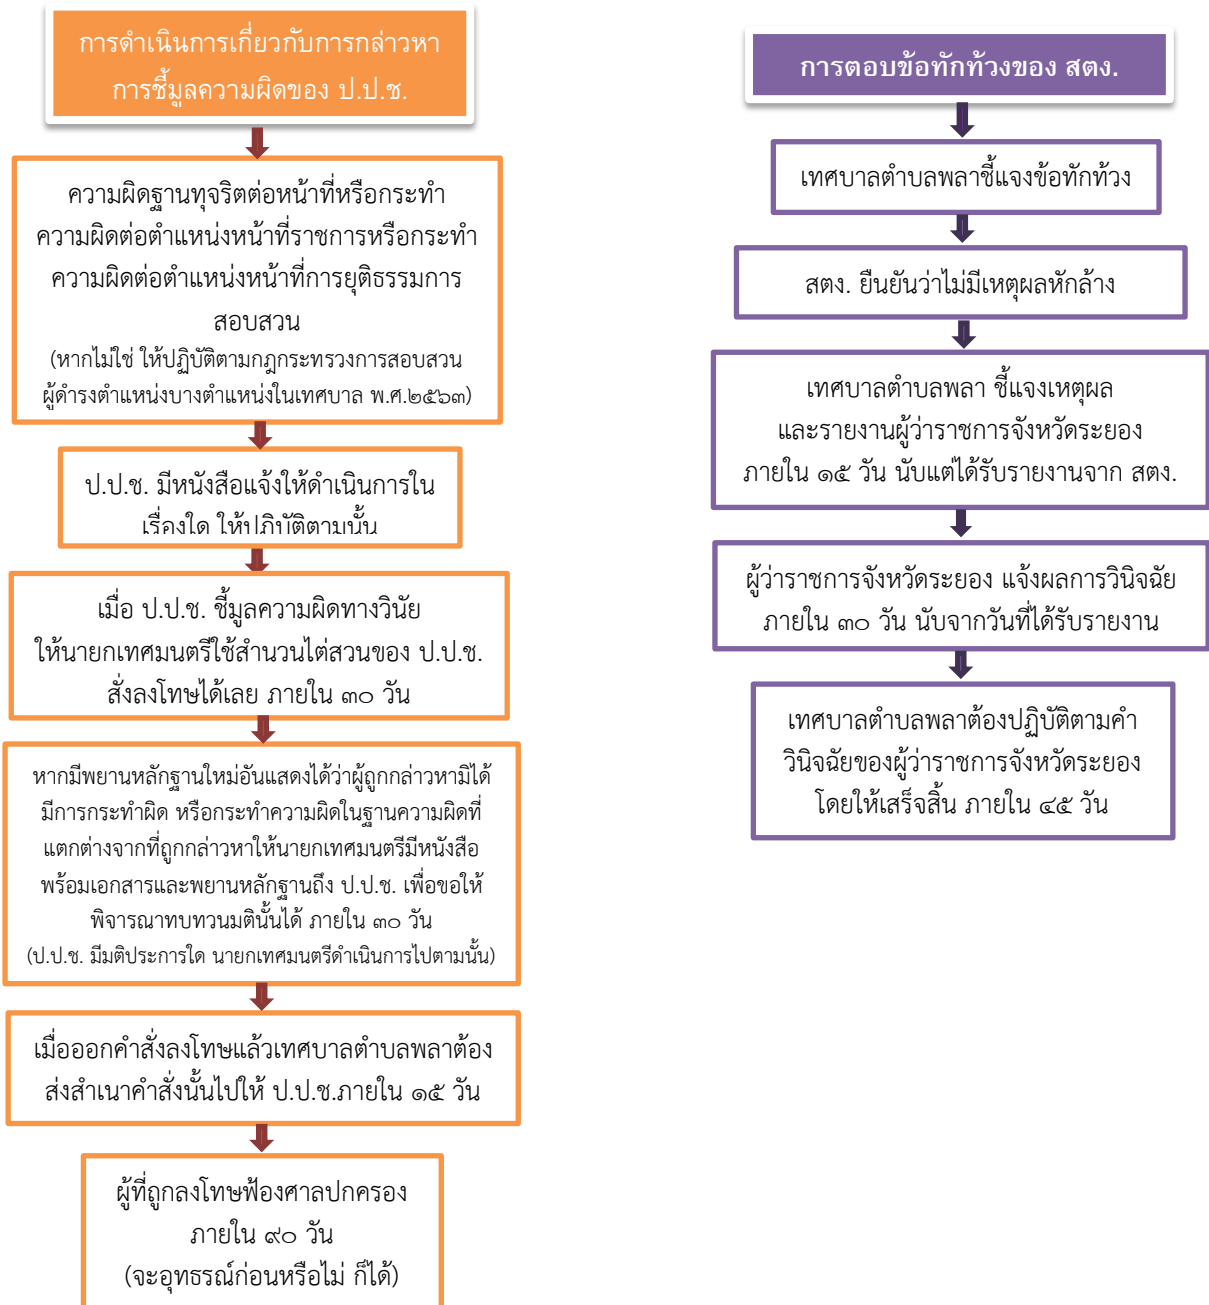 การดำเนินการเกี่ยวกับการกล่าวหา
การชี้มูลความผิดของ ป.ป.ช.
ความผิดฐานทุจริตต่อหน้าที่หรือกระทำ
ความผิดต่อตำแหน่งหน้าที่ราชการหรือกระทำ
ความผิดต่อตำแหน่งหน้าที่การยุติธรรมการ
สอบสวน
(หากไม่ใช่ ให้ปฏิบัติตามกฎกระทรวงการสอบสวน
ผู้ดำรงตำแหน่งบางตำแหน่งในเทศบาล พ.ศ.๒๕๖๓)
ป.ป.ช. มีหนังสือแจ้งให้ดำเนินการใน
เรื่องใด ให้ปฏิบัติตามนั้น
เมื่อ ป.ป.ช. ชี้มูลความผิดทางวินัย
ให้นายกเทศมนตรีใช้สำนวนไต่สวนของ ป.ป.ช.
สั่งลงโทษได้เลย ภายใน ๓๐ วัน
หากมีพยานหลักฐานใหม่อันแสดงได้ว่าผู้ถูกกล่าวหามิได้
มีการกระทำผิด หรือกระทำความผิดในฐานความผิดที่
แตกต่างจากที่ถูกกล่าวหาให้นายกเทศมนตรีมีหนังสือ
พร้อมเอกสารและพยานหลักฐานถึง ป.ป.ช. เพื่อขอให้
พิจารณาทบทวนมตินั้นได้ ภายใน ๓๐ วัน
(ป.ป.ช. มีมติประการใด นายกเทศมนตรีดำเนินการไปตามนั้น)
เมื่อออกคำสั่งลงโทษแล้วเทศบาลตำบลพลาต้อง
ส่งสำเนาคำสั่งนั้นไปให้ ป.ป.ช.ภายใน ๑๕ วัน
ผู้ที่ถูกลงโทษฟ้องศาลปกครอง
ภายใน ๙๐ วัน
(จะอุทธรณ์ก่อนหรือไม่ ก็ได้)
การตอบข้อทักท้วงของ สตง.
เทศบาลตำบลพลาชี้แจงข้อทักท้วง
สตง. ยืนยันว่าไม่มีเหตุผลหักล้าง
เทศบาลตำบลพลา ชี้แจงเหตุผล
และรายงานผู้ว่าราชการจังหวัดระยอง
ภายใน ๑๕ วัน นับแต่ได้รับรายงานจาก สตง.
ผู้ว่าราชการจังหวัดระยอง แจ้งผลการวินิจฉัย
ภายใน ๓๐ วัน นับจากวันที่ได้รับรายงาน
เทศบาลตำบลพลาต้องปฏิบัติตามคำ
วินิจฉัยของผู้ว่าราชการจังหวัดระยอง
โดยให้เสร็จสิ้น ภายใน ๔๕ วัน